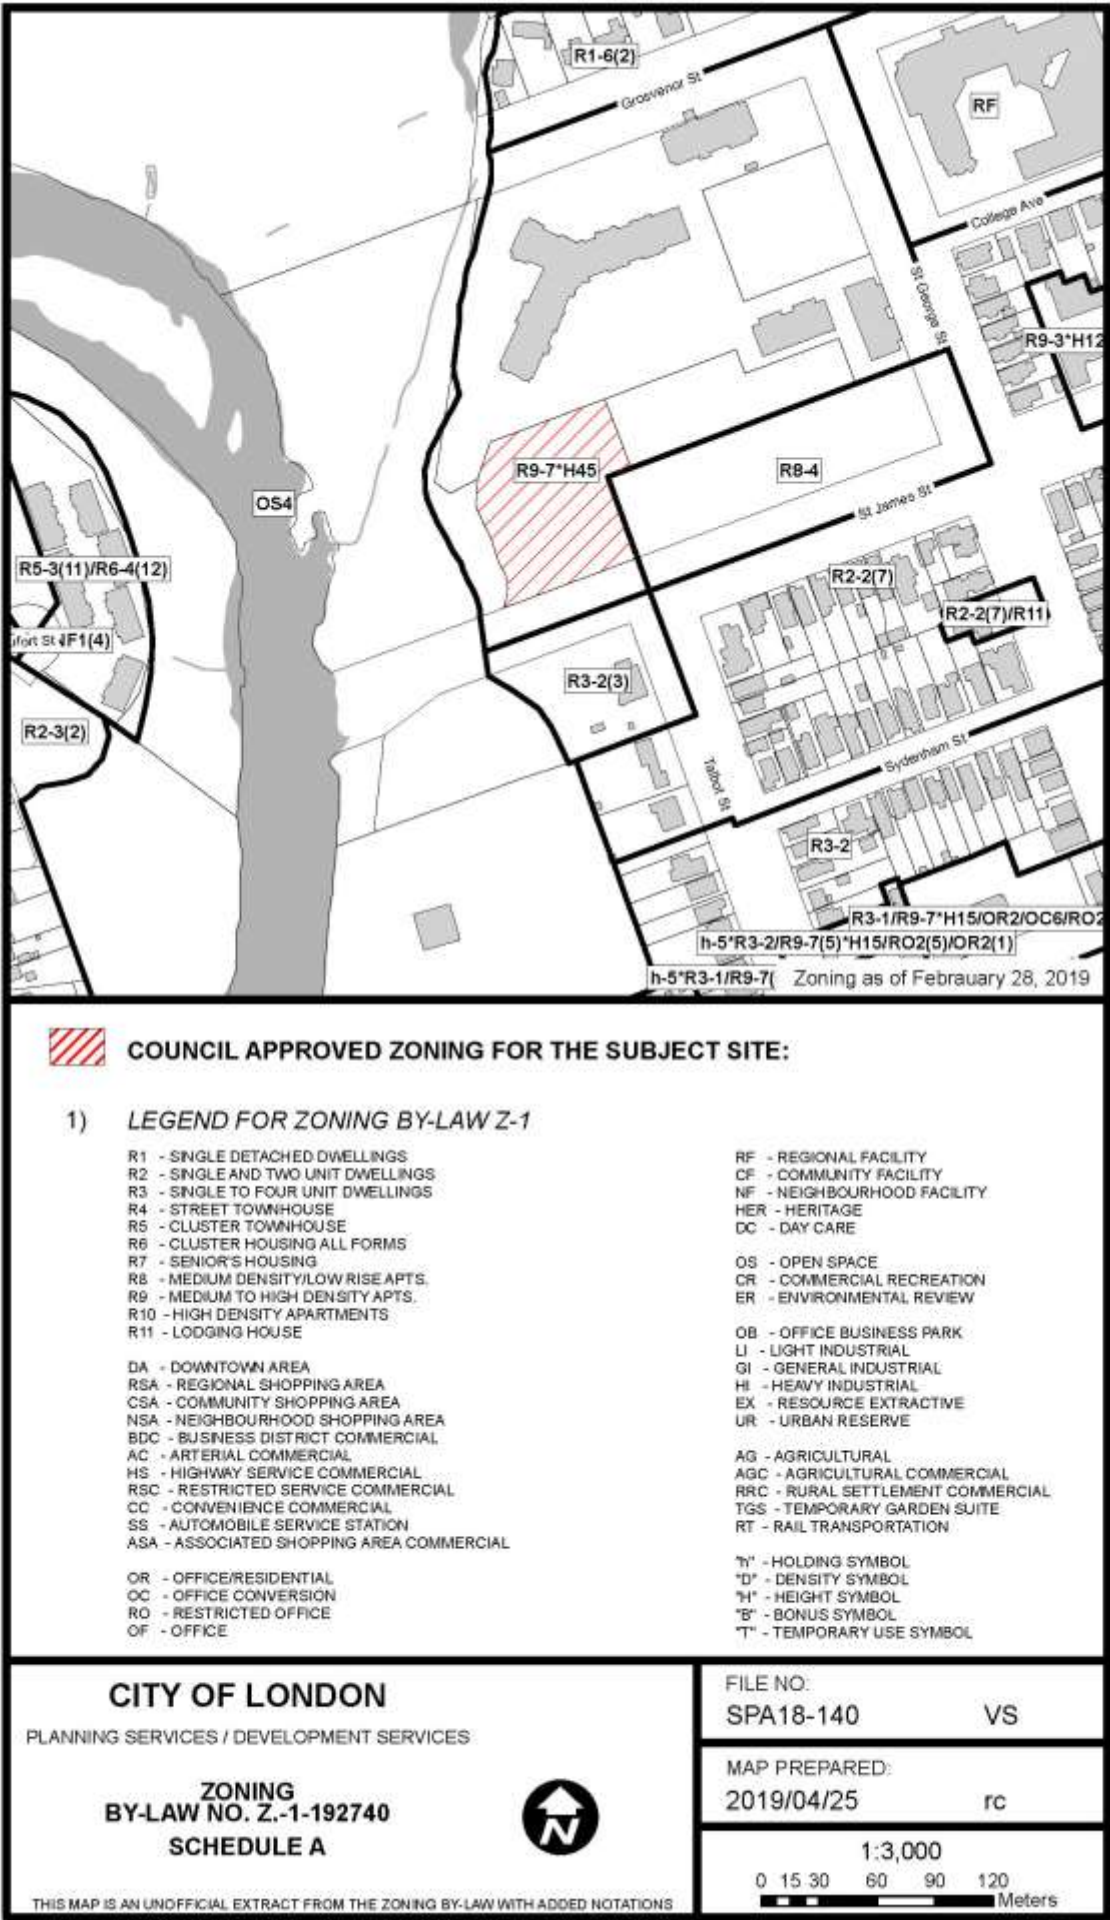 R1-6(2)
Grosvenor St
RF
College Ave
St George St
R9-3*H12
R9-7*H45
R8-4
OS4
St James St
R5-3(11)/R6-4(12)
R2-2(7)
R2-2(7)/R11
ufort St NF1(4)
R3-2(3)
R2-3(2)
Talbot St
Sydenham St
R3-2
R3-1/R9-7*H15/OR2/OC6/RO2
h-5*R3-2/R9-7(5)*H15/RO2(5)/OR2(1)
h-5*R3-1/R9-7( Zoning as of Febrauary 28, 2019
COUNCIL APPROVED ZONING FOR THE SUBJECT SITE:
1) LEGEND FOR ZONING BY-LAW Z-1
R1 - SINGLE DETACHED DWELLINGS
R2 - SINGLE AND TWO UNIT DWELLINGS
R3 - SINGLE TO FOUR UNIT DWELLINGS
R4 - STREET TOWNHOUSE
R5 - CLUSTER TOWNHOUSE
R6 - CLUSTER HOUSING ALL FORMS
R7 - SENIOR'S HOUSING
R8 - MEDIUM DENSITY/LOW RISE APTS.
R9 - MEDIUM TO HIGH DENSITY APTS.
R10 - HIGH DENSITY APARTMENTS
R11 - LODGING HOUSE
DA - DOWNTOWN AREA
RSA - REGIONAL SHOPPING AREA
CSA - COMMUNITY SHOPPING AREA
NSA - NEIGHBOURHOOD SHOPPING AREA
BDC - BUSINESS DISTRICT COMMERCIAL
AC - ARTERIAL COMMERCIAL
HS - HIGHWAY SERVICE COMMERCIAL
RSC - RESTRICTED SERVICE COMMERCIAL
CC - CONVENIENCE COMMERCIAL
SS - AUTOMOBILE SERVICE STATION
ASA - ASSOCIATED SHOPPING AREA COMMERCIAL
OR - OFFICE/RESIDENTIAL
OC - OFFICE CONVERSION
RO - RESTRICTED OFFICE
OF - OFFICE
RF - REGIONAL FACILITY
CF - COMMUNITY FACILITY
NF - NEIGHBOURHOOD FACILITY
HER - HERITAGE
DC - DAY CARE
OS - OPEN SPACE
CR - COMMERCIAL RECREATION
ER - ENVIRONMENTAL REVIEW
OB - OFFICE BUSINESS PARK
LI - LIGHT INDUSTRIAL
GI - GENERAL INDUSTRIAL
HI - HEAVY INDUSTRIAL
EX - RESOURCE EXTRACTIVE
UR - URBAN RESERVE
AG - AGRICULTURAL
AGC - AGRICULTURAL COMMERCIAL
RRC - RURAL SETTLEMENT COMMERCIAL
TGS - TEMPORARY GARDEN SUITE
RT - RAIL TRANSPORTATION
"h" - HOLDING SYMBOL
"D" - DENSITY SYMBOL
"H" - HEIGHT SYMBOL
"B" - BONUS SYMBOL
"T" - TEMPORARY USE SYMBOL
CITY OF LONDON
PLANNING SERVICES / DEVELOPMENT SERVICES
ZONING
BY-LAW NO. Z.-1-192740
SCHEDULE A
N
THIS MAP IS AN UNOFFICIAL EXTRACT FROM THE ZONING BY-LAW WITH ADDED NOTATIONS
FILE NO:
SPA18-140 VS
MAP PREPARED:
2019/04/25 rc
1:3,000
0 15 30 60 90 120
Meters